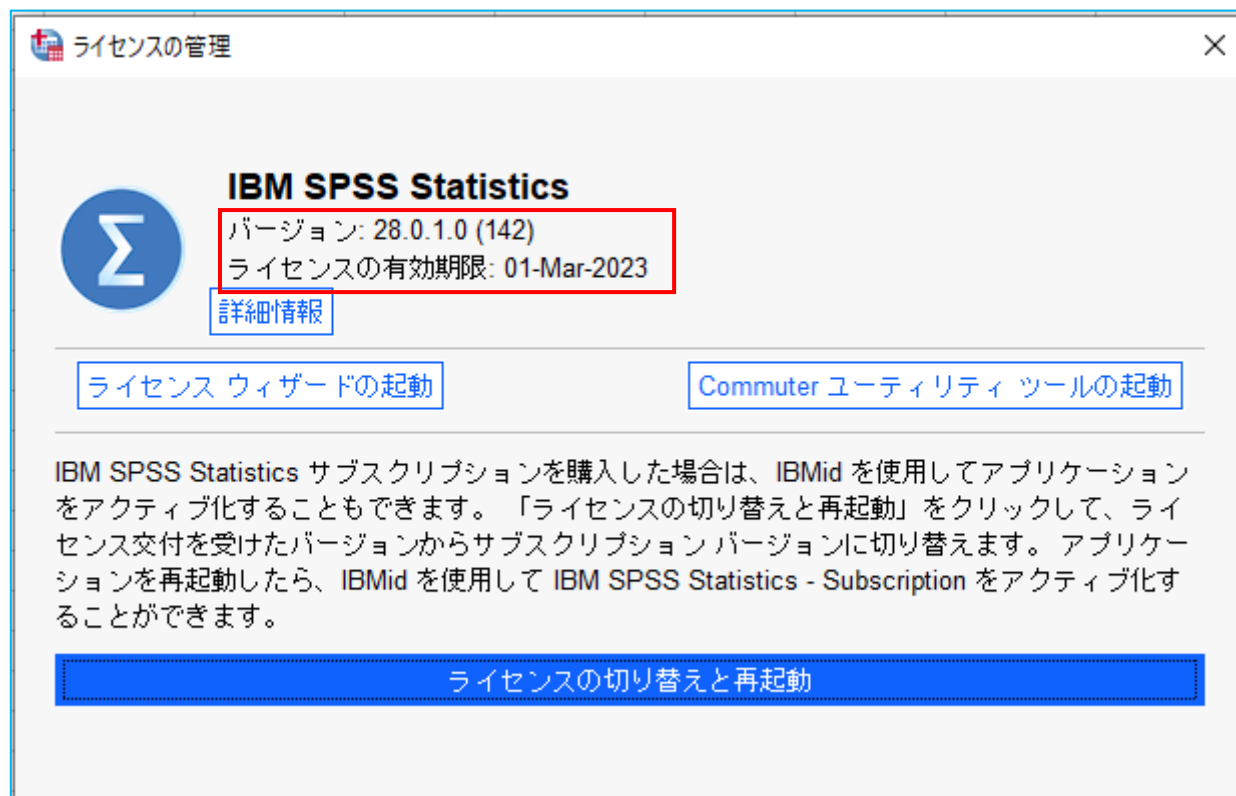 ライセンスの管理
IBM SPSS Statistics
バージョン: 28.0.1.0 (142)
ライセンスの有効期限: 01-Mar-2023
詳細情報
ライセンス ウィザードの起動
Commuter ユーティリティ ツールの起動
IBM SPSS Statistics サブスクリプションを購入した場合は、IBMid を使用してアプリケーション
をアクティブ化することもできます。 「ライセンスの切り替えと再起動」をクリックして、ライ
センス交付を受けたバージョンからサブスクリプション バージョンに切り替えます。 アプリケー
ションを再起動したら、IBMid を使用して IBM SPSS Statistics - Subscription をアクティブ化す
ることができます。
ライセンスの切り替えと再起動